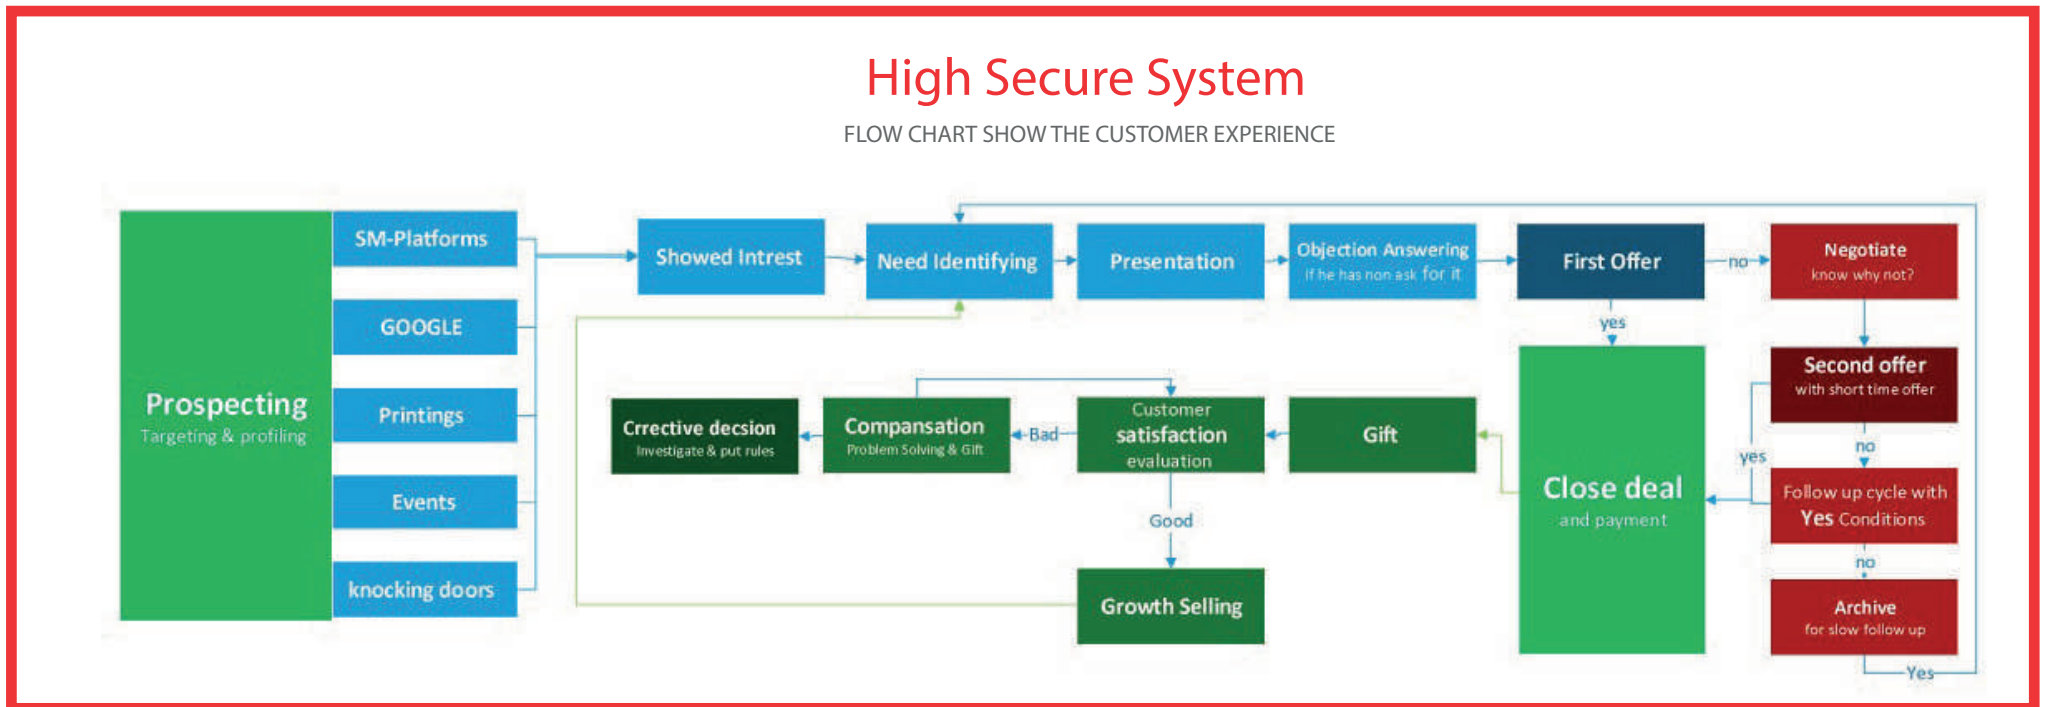 High Secure System
FLOW CHART SHOW THE CUSTOMER EXPERIENCE
Prospecting
Targeting & profiling
SM-Platforms
GOOGLE
Printings
Events
knocking doors
Showed Intrest
Need Identifying
Presentation
Objection Answering
if he has non ask for it
First Offer
no
Negotiate
know why not?
yes
Second offer
with short time offer
no
yes
Follow up cycle with
Yes Conditions
no
Archive
for slow follow up
Yes
Close deal
and payment
Gift
Customer
satisfaction
evaluation
Bad
Compansation
Problem Solving & Gift
Crrective decsion
Investigate & put rules
Good
Growth Selling